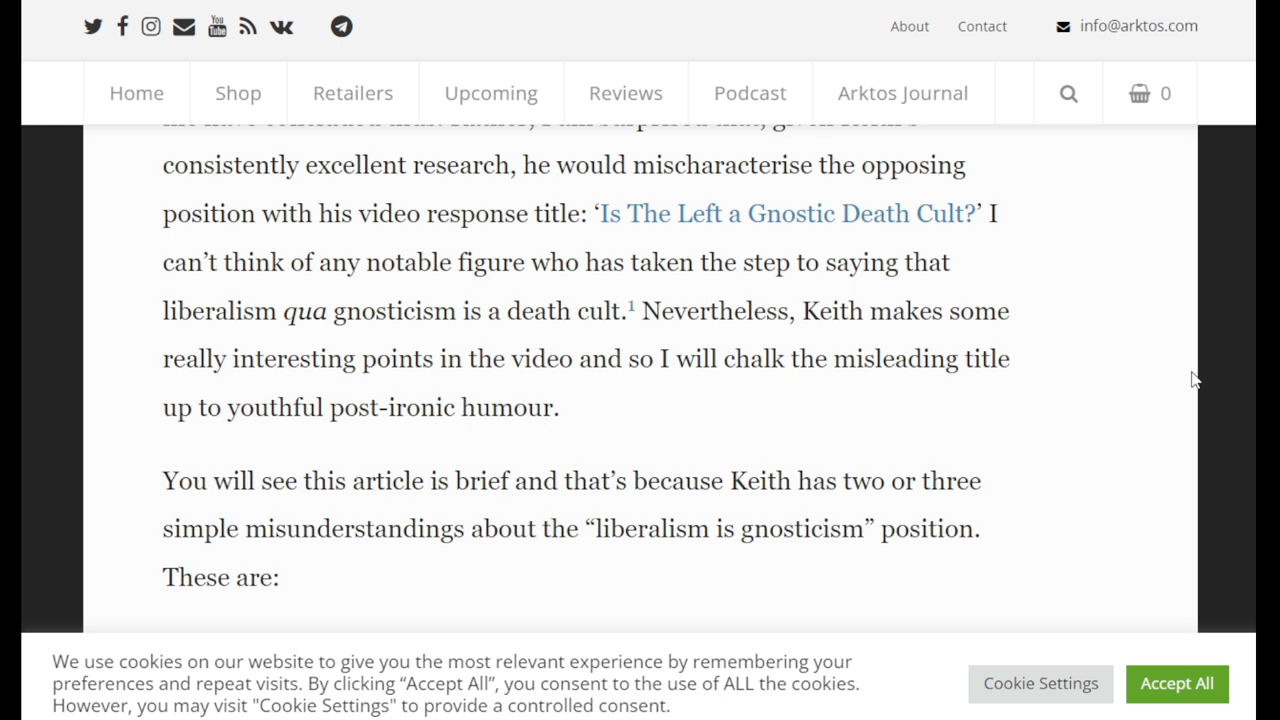 About Contact info@arktos.com
Home Shop Retailers Upcoming Reviews Podcast Arktos Journal 0
consistently excellent research, he would mischaracterise the opposing
position with his video response title: ‘Is The Left a Gnostic Death Cult?’ I
can’t think of any notable figure who has taken the step to saying that
liberalism qua gnosticism is a death cult.¹ Nevertheless, Keith makes some
really interesting points in the video and so I will chalk the misleading title
up to youthful post-ironic humour.
You will see this article is brief and that’s because Keith has two or three
simple misunderstandings about the “liberalism is gnosticism” position.
These are:
We use cookies on our website to give you the most relevant experience by remembering your
preferences and repeat visits. By clicking “Accept All”, you consent to the use of ALL the cookies.
However, you may visit "Cookie Settings" to provide a controlled consent.
Cookie Settings Accept All